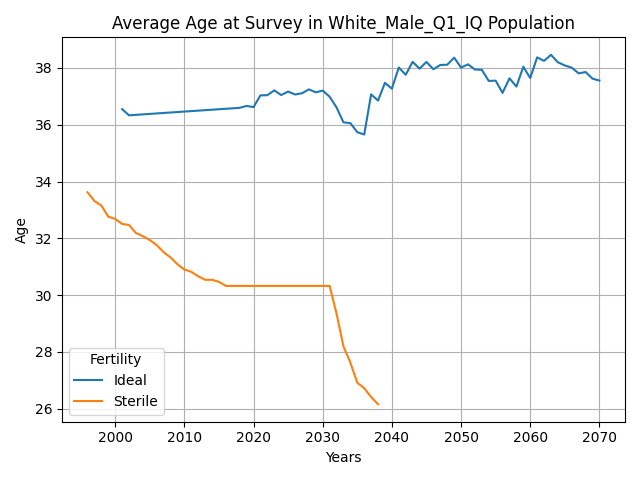 Average Age at Survey in White_Male_Q1_IQ Population
Age
38
36
34
32
30
28
26
Fertility
Ideal
Sterile
2000 2010 2020 2030 2040 2050 2060 2070
Years